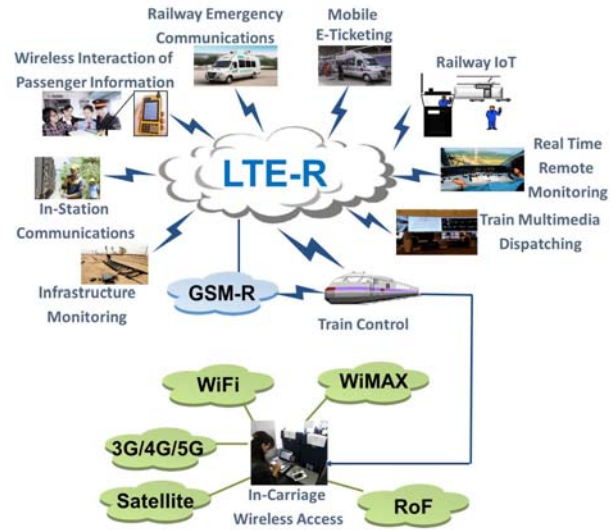 Railway Emergency
Communications
Mobile
E-Ticketing
Wireless Interaction of
Passenger Information
Railway IoT
LTE-R
Real Time
Remote
Monitoring
In-Station
Communications
Train Multimedia
Dispatching
Infrastructure
Monitoring
GSM-R
Train Control
WiFi
WiMAX
3G/4G/5G
Satellite
In-Carriage
Wireless Access
RoF